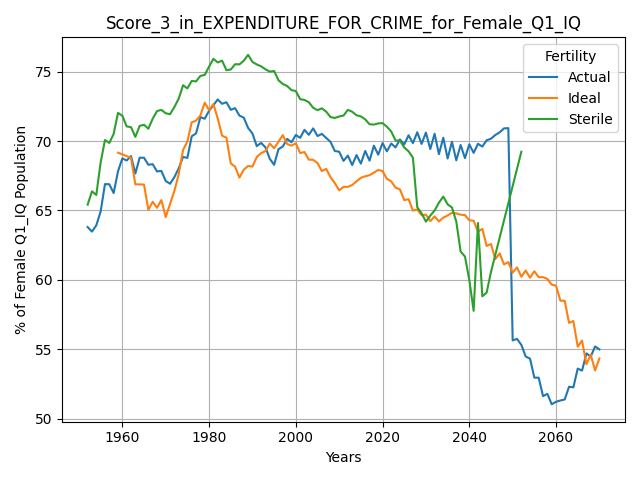 Score_3_in_EXPENDITURE_FOR_CRIME_for_Female_Q1_IQ
Fertility
Actual
Ideal
Sterile
% of Female Q1_IQ Population
75
70
65
60
55
50
1960
1980
2000
2020
2040
2060
Years